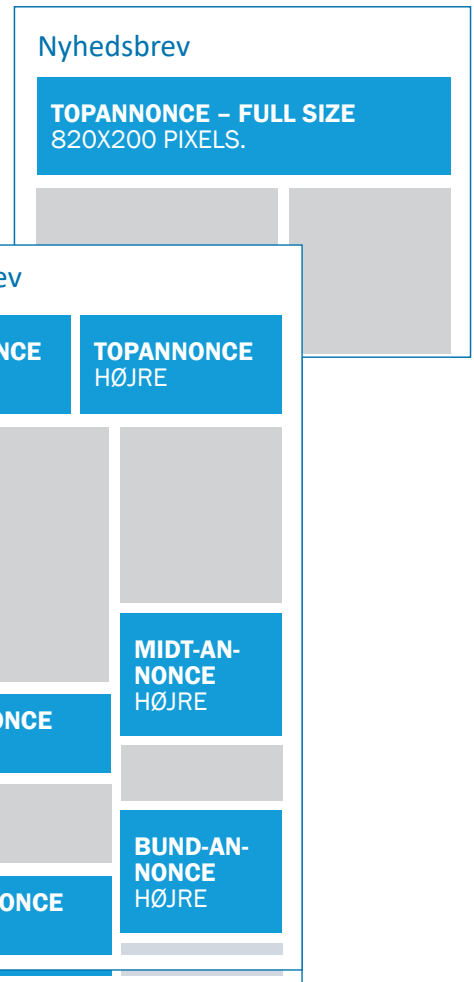 Nyhedsbrev
TOPANNONCE – FULL SIZE
820X200 PIXELS.
TOPANNONCE
HØJRE
MIDT-AN-
NONCE
HØJRE
BUND-AN-
NONCE
HØJRE